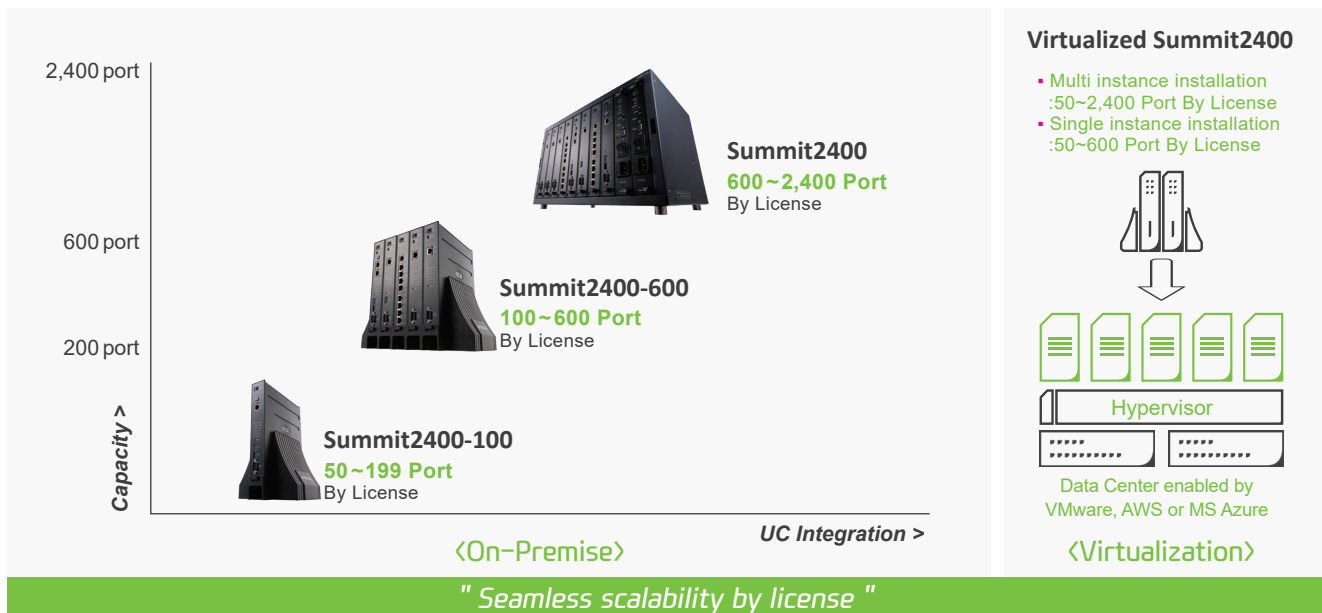 2,400 port
600 port
200 port
Capacity >
Summit2400
600~2,400 Port
By License
Summit2400-600
100~600 Port
By License
Summit2400-100
50~199 Port
By License
UC Integration >
<On-Premise>
Virtualized Summit2400
▪ Multi instance installation
:50~2,400 Port By License
▪ Single instance installation
:50~600 Port By License
Hypervisor
Data Center enabled by
VMware, AWS or MS Azure
<Virtualization>
" Seamless scalability by license "